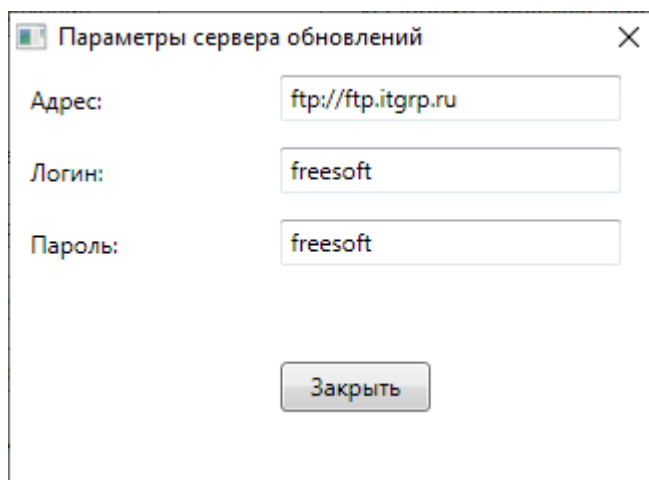 Параметры сервера обновлений
Адрес: ftp://ftp.itgrp.ru
Логин: freesoft
Пароль: freesoft
Закрыть